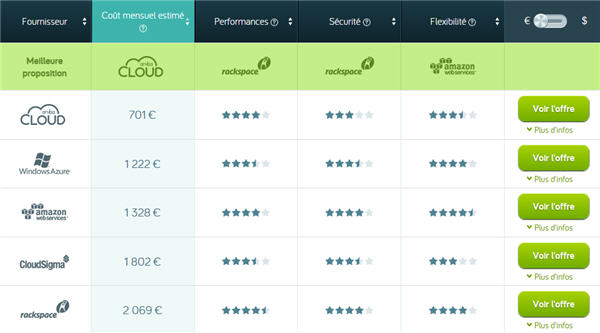 Fournisseur Coût mensuel estimé ? Performances ? Sécurité ? Flexibilité ? € $
Meilleure proposition aruba CLOUD rackspace rackspace amazon webservices
aruba CLOUD 701 € Voir l'offre
Plus d'infos
Windows Azure 1 222 € Voir l'offre
Plus d'infos
amazon webservices 1 328 € Voir l'offre
Plus d'infos
CloudSigma 1 802 € Voir l'offre
Plus d'infos
rackspace 2 069 € Voir l'offre
Plus d'infos